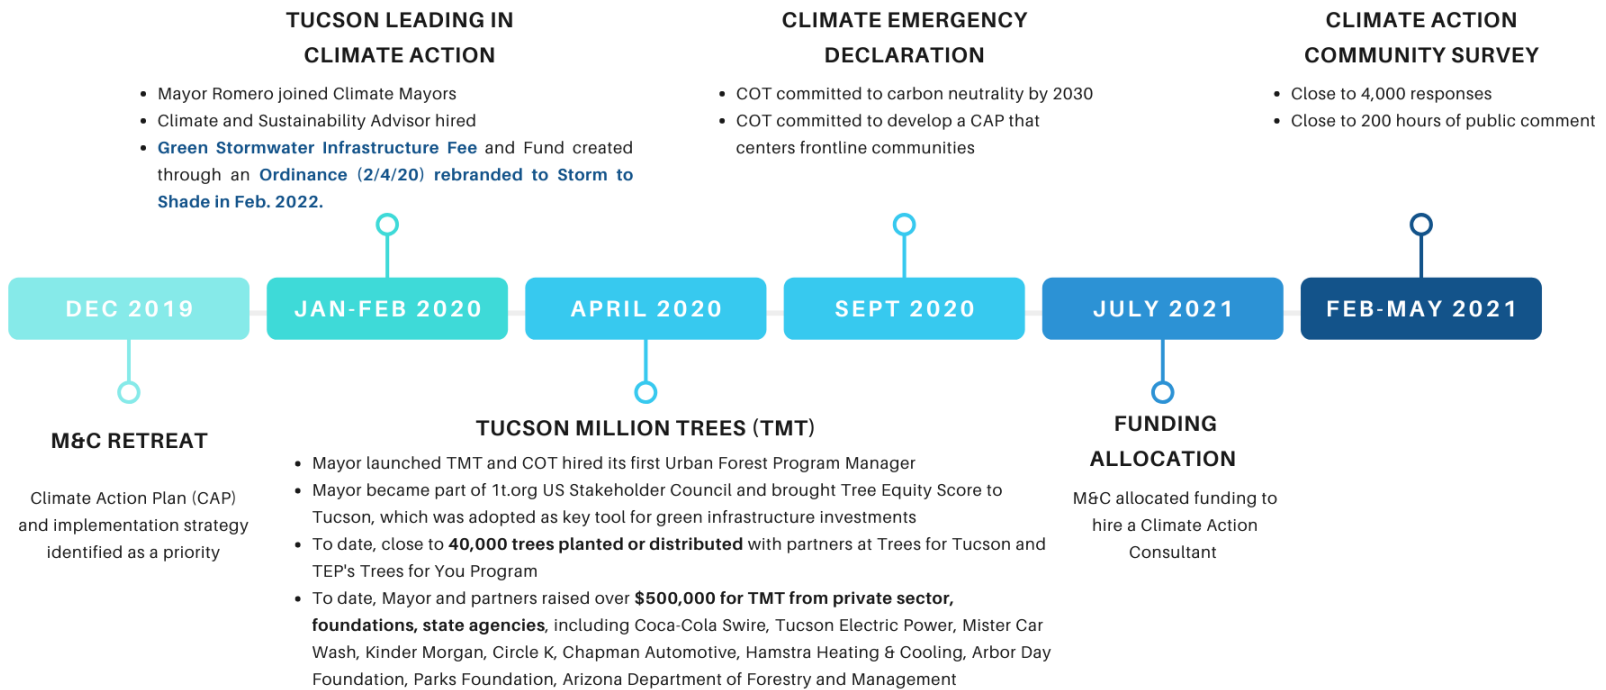 TUCSON LEADING IN
CLIMATE ACTION
• Mayor Romero joined Climate Mayors
• Climate and Sustainability Advisor hired
• Green Stormwater Infrastructure Fee and Fund created
through an Ordinance (2/4/20) rebranded to Storm to
Shade in Feb. 2022.
CLIMATE EMERGENCY
DECLARATION
• COT committed to carbon neutrality by 2030
• COT committed to develop a CAP that
centers frontline communities
CLIMATE ACTION
COMMUNITY SURVEY
• Close to 4,000 responses
• Close to 200 hours of public comment
DEC 2019
JAN-FEB 2020
APRIL 2020
SEPT 2020
JULY 2021
FEB-MAY 2021
M&C RETREAT
Climate Action Plan (CAP)
and implementation strategy
identified as a priority
TUCSON MILLION TREES (TMT)
• Mayor launched TMT and COT hired its first Urban Forest Program Manager
• Mayor became part of 1t.org US Stakeholder Council and brought Tree Equity Score to
Tucson, which was adopted as key tool for green infrastructure investments
• To date, close to 40,000 trees planted or distributed with partners at Trees for Tucson and
TEP's Trees for You Program
• To date, Mayor and partners raised over $500,000 for TMT from private sector,
foundations, state agencies, including Coca-Cola Swire, Tucson Electric Power, Mister Car
Wash, Kinder Morgan, Circle K, Chapman Automotive, Hamstra Heating & Cooling, Arbor Day
Foundation, Parks Foundation, Arizona Department of Forestry and Management
FUNDING
ALLOCATION
M&C allocated funding to
hire a Climate Action
Consultant